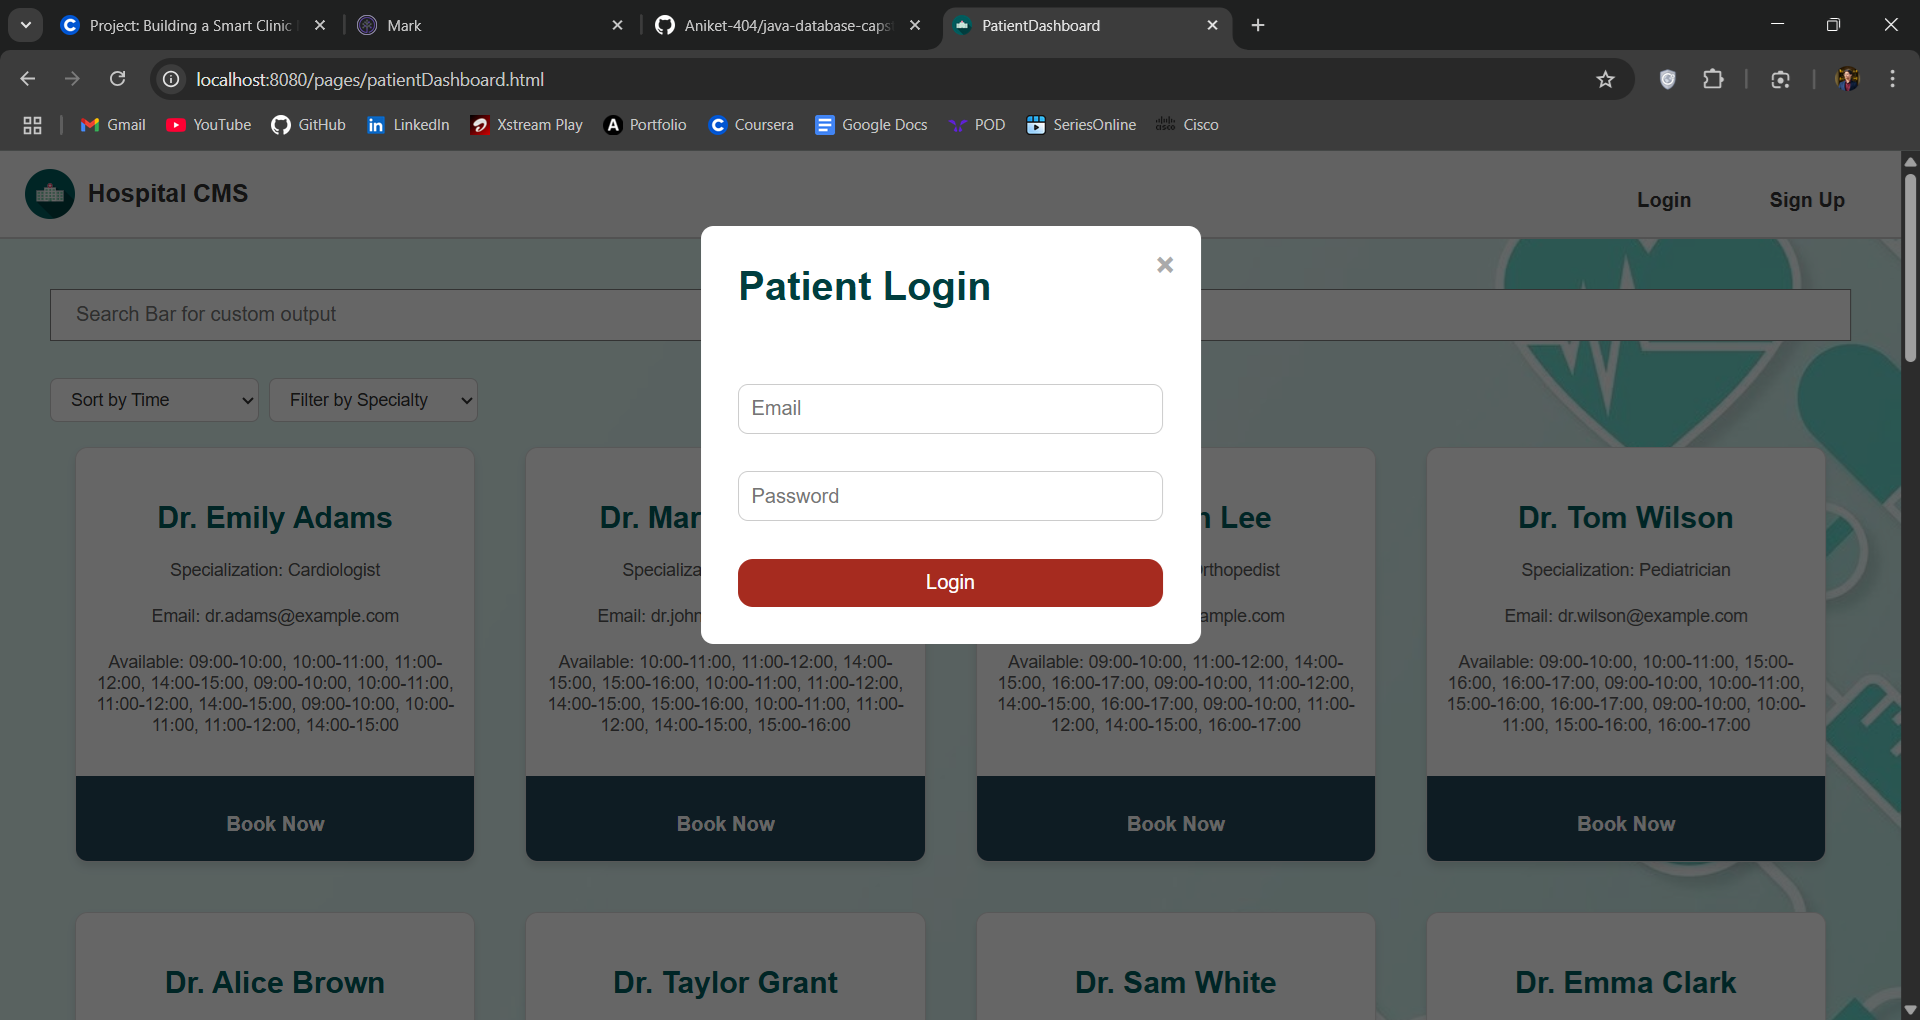 Project: Building a Smart Clinic
Mark
Aniket-404/java-database-caps
PatientDashboard
localhost:8080/pages/patientDashboard.html
Gmail
YouTube
GitHub
LinkedIn
Xstream Play
Portfolio
Coursera
Google Docs
POD
SeriesOnline
Cisco
Hospital CMS
Login
Sign Up
Search Bar for custom output
Sort by Time
Filter by Specialty
Patient Login
×
Email
Password
Login
Dr. Emily Adams
Specialization: Cardiologist
Email: dr.adams@example.com
Available: 09:00-10:00, 10:00-11:00, 11:00-
12:00, 14:00-15:00, 09:00-10:00, 10:00-11:00,
11:00-12:00, 14:00-15:00, 09:00-10:00, 10:00-
11:00, 11:00-12:00, 14:00-15:00
Book Now
Dr. Mar
Specializa
Email: dr.john
Available: 10:00-11:00, 11:00-12:00, 14:00-
15:00, 15:00-16:00, 10:00-11:00, 11:00-12:00,
14:00-15:00, 15:00-16:00, 10:00-11:00, 11:00-
12:00, 14:00-15:00, 15:00-16:00
Book Now
Lee
rthopedist
ample.com
Available: 09:00-10:00, 11:00-12:00, 14:00-
15:00, 16:00-17:00, 09:00-10:00, 11:00-12:00,
14:00-15:00, 16:00-17:00, 09:00-10:00, 11:00-
12:00, 14:00-15:00, 16:00-17:00
Book Now
Dr. Tom Wilson
Specialization: Pediatrician
Email: dr.wilson@example.com
Available: 09:00-10:00, 10:00-11:00, 15:00-
16:00, 16:00-17:00, 09:00-10:00, 10:00-11:00,
15:00-16:00, 16:00-17:00, 09:00-10:00, 10:00-
11:00, 15:00-16:00, 16:00-17:00
Book Now
Dr. Alice Brown
Dr. Taylor Grant
Dr. Sam White
Dr. Emma Clark